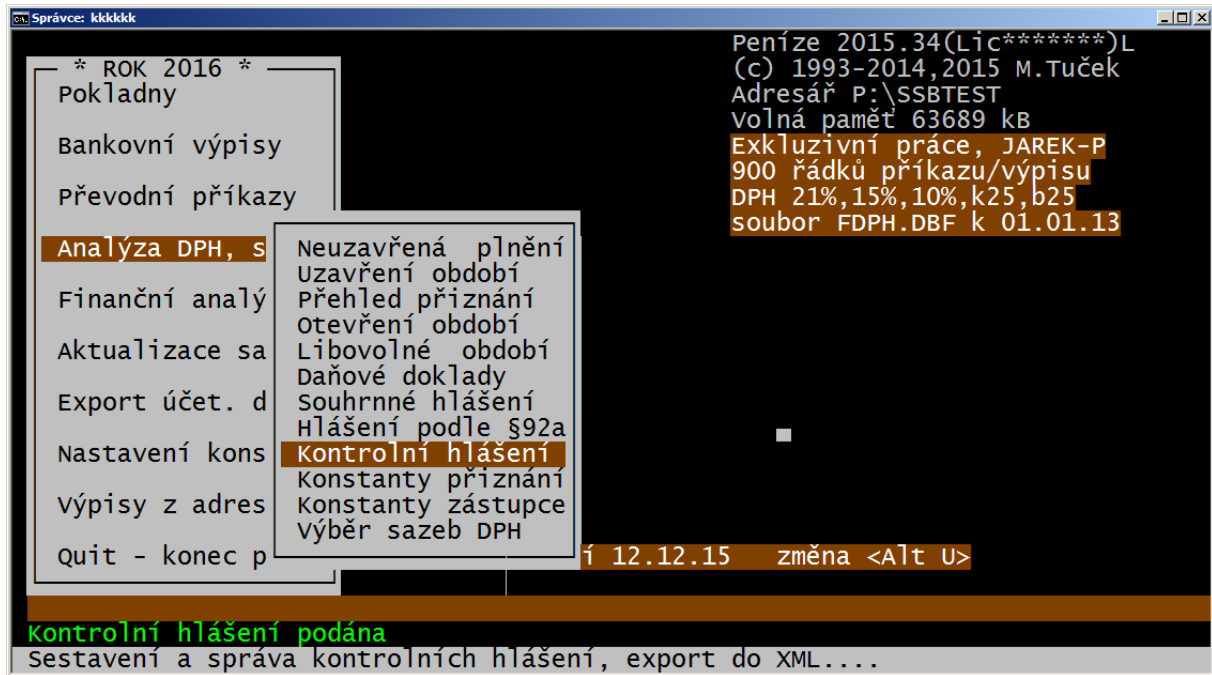 Správce: kkkkkk
Peníze 2015.34(Lic*******)L
(c) 1993-2014,2015 M.Tuček
Adresář P:\SSBTEST
Volná paměť 63689 kB
Exkluzivní práce, JAREK-P
900 řádků příkazu/výpisu
DPH 21%,15%,10%,k25,b25
soubor FDPH.DBF k 01.01.13
* ROK 2016 *
Pokladny
Bankovní výpisy
Převodní příkazy
Analýza DPH, s
Finanční analý
Aktualizace sa
Export účet. d
Nastavení kons
Výpisy z adres
Quit - konec p
Neuzavřená plnění
Uzavření období
Přehled přiznání
Otevření období
Libovolné období
Daňové doklady
Souhrnné hlášení
Hlášení podle §92a
Kontrolní hlášení
Konstanty přiznání
Konstanty zástupce
Výběr sazeb DPH
í 12.12.15 změna <Alt U>
Kontrolní hlášení podána
Sestavení a správa kontrolních hlášení, export do XML....